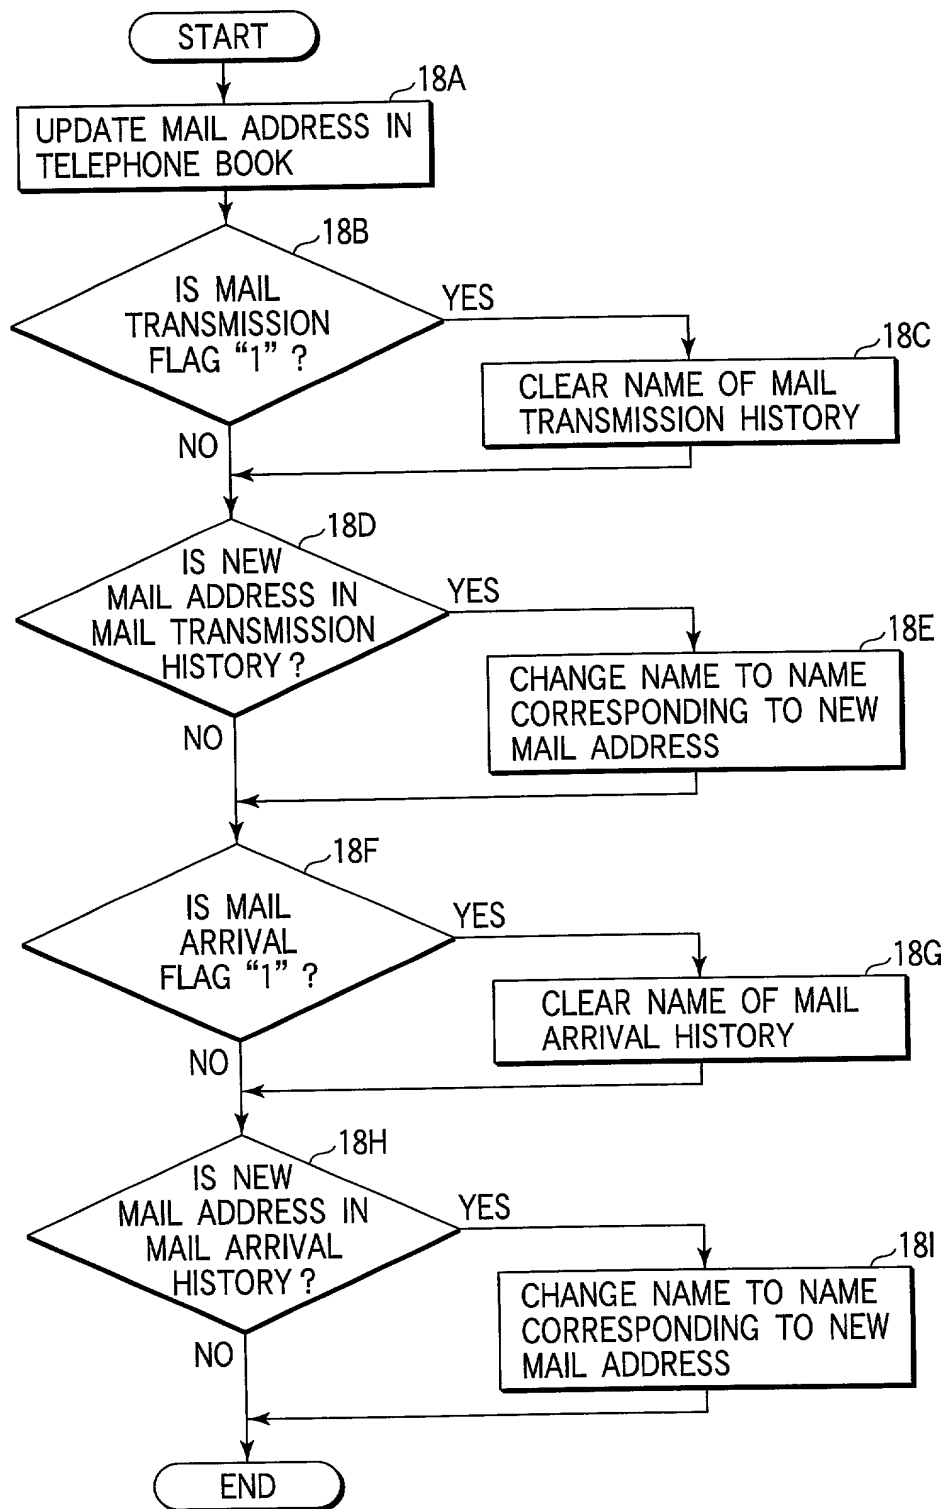 START
18A
UPDATE MAIL ADDRESS IN
TELEPHONE BOOK
18B
IS MAIL
TRANSMISSION
FLAG “1” ?
YES
18C
CLEAR NAME OF MAIL
TRANSMISSION HISTORY
NO
18D
IS NEW
MAIL ADDRESS IN
MAIL TRANSMISSION
HISTORY ?
YES
18E
CHANGE NAME TO NAME
CORRESPONDING TO NEW
MAIL ADDRESS
NO
18F
IS MAIL
ARRIVAL
FLAG “1” ?
YES
18G
CLEAR NAME OF MAIL
ARRIVAL HISTORY
NO
18H
IS NEW
MAIL ADDRESS IN
MAIL ARRIVAL
HISTORY ?
YES
18I
CHANGE NAME TO NAME
CORRESPONDING TO NEW
MAIL ADDRESS
NO
END